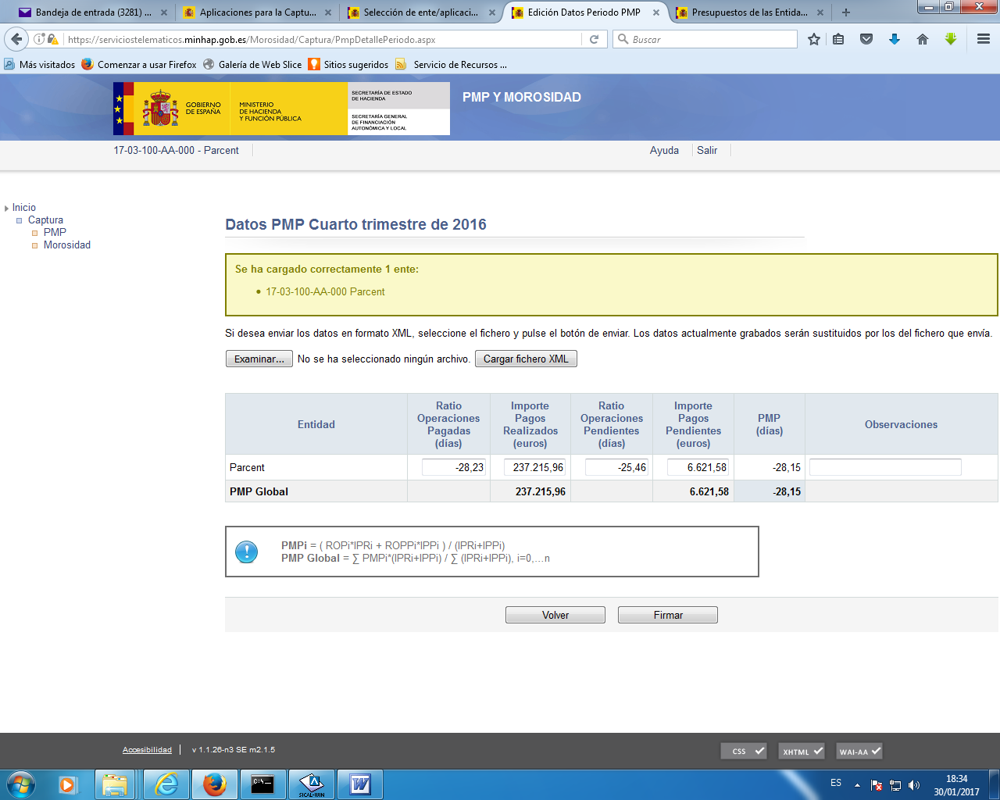 Bandeja de entrada (3281) ...
Aplicaciones para la Captu...
Selección de ente/aplicaci...
Edición Datos Periodo PMP
Presupuestos de las Entida...
https://serviciostelematicos.minhap.gob.es/Morosidad/Captura/PmpDetallePeriodo.aspx
Buscar
Más visitados
Comenzar a usar Firefox
Galería de Web Slice
Sitios sugeridos
Servicio de Recursos ...
GOBIERNO
DE ESPAÑA
MINISTERIO
DE HACIENDA
Y FUNCIÓN PÚBLICA
SECRETARÍA DE ESTADO
DE HACIENDA
SECRETARÍA GENERAL
DE FINANCIACIÓN
AUTONÓMICA Y LOCAL
PMP Y MOROSIDAD
17-03-100-AA-000 - Parcent
Ayuda
Salir
Inicio
Captura
PMP
Morosidad
Datos PMP Cuarto trimestre de 2016
Se ha cargado correctamente 1 ente:
• 17-03-100-AA-000 Parcent
Si desea enviar los datos en formato XML, seleccione el fichero y pulse el botón de enviar. Los datos actualmente grabados serán sustituidos por los del fichero que envía.
Examinar... No se ha seleccionado ningún archivo. Cargar fichero XML
Entidad
Ratio
Operaciones
Pagadas
(días)
Importe
Pagos
Realizados
(euros)
Ratio
Operaciones
Pendientes
(días)
Importe
Pagos
Pendientes
(euros)
PMP
(días)
Observaciones
Parcent -28,23 237.215,96 -25,46 6.621,58 -28,15
PMP Global 237.215,96 6.621,58 -28,15
PMPi = ( ROPi*IPRi + ROPPi*IPPi ) / (IPRi+IPPi)
PMP Global = ∑ PMPi*(IPRi+IPPi) / ∑ (IPRi+IPPi), i=0,...n
Volver
Firmar
Accesibilidad
v 1.1.26-n3 SE m2.1.5
CSS
XHTML
WAI-AA
C:\_
SICAL-WIN
W
ES
18:34
30/01/2017